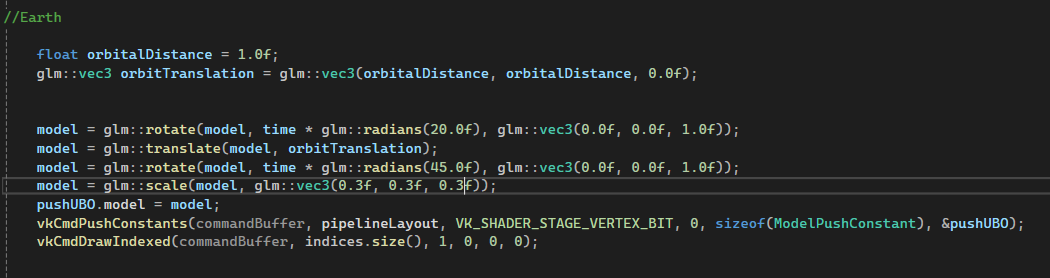 //Earth
float orbitalDistance = 1.0f;
glm::vec3 orbitTranslation = glm::vec3(orbitalDistance, orbitalDistance, 0.0f);
model = glm::rotate(model, time * glm::radians(20.0f), glm::vec3(0.0f, 0.0f, 1.0f));
model = glm::translate(model, orbitTranslation);
model = glm::rotate(model, time * glm::radians(45.0f), glm::vec3(0.0f, 0.0f, 1.0f));
model = glm::scale(model, glm::vec3(0.3f, 0.3f, 0.3f));
pushUBO.model = model;
vkCmdPushConstants(commandBuffer, pipelineLayout, VK_SHADER_STAGE_VERTEX_BIT, 0, sizeof(ModelPushConstant), &pushUBO);
vkCmdDrawIndexed(commandBuffer, indices.size(), 1, 0, 0, 0);